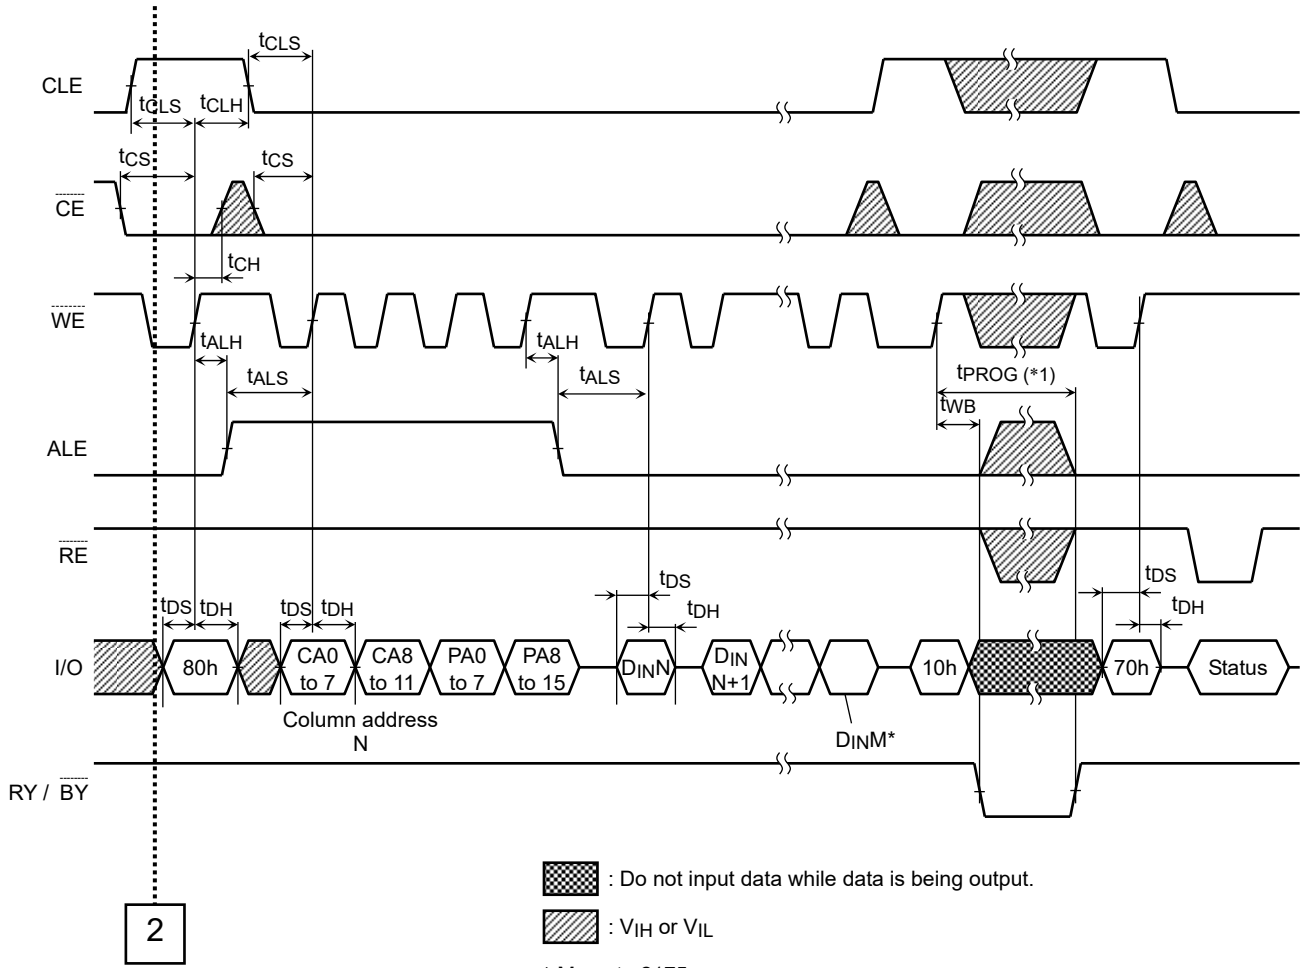 tCLS
CLE
tCLS tCLH
tCS tCS
CE
tCH
WE
tALH tALH
tALS tALS
tPROG (*1)
tWB
ALE
RE
tDS tDH tDS tDH tDS tDH tDS tDH
I/O 80h CA0 to 7 CA8 to 11 PA0 to 7 PA8 to 15 DINN DIN N+1 10h 70h Status
Column address
N
DINM*
RY / BY
: Do not input data while data is being output.
2
: VIH or VIL